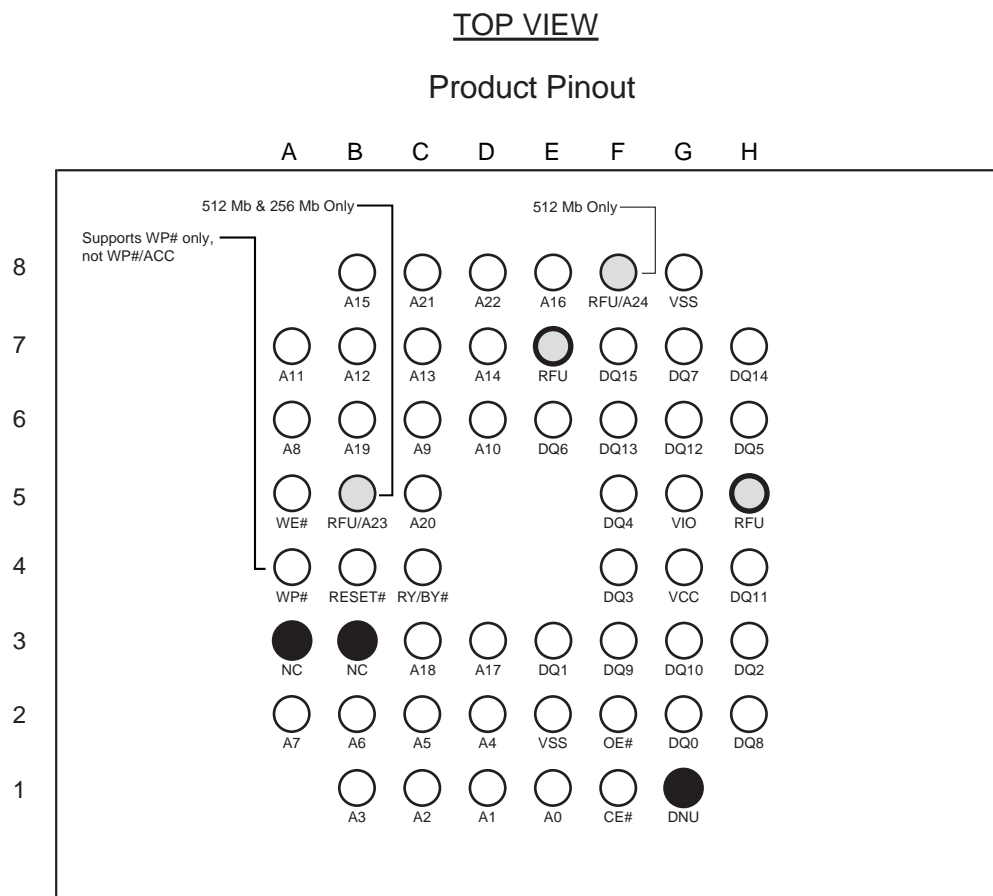 TOP VIEW
Product Pinout
A B C D E F G H
512 Mb & 256 Mb Only
512 Mb Only
Supports WP# only,
not WP#/ACC
8
A15 A21 A22 A16 RFU/A24 VSS
7
A11 A12 A13 A14 RFU DQ15 DQ7 DQ14
6
A8 A19 A9 A10 DQ6 DQ13 DQ12 DQ5
5
WE# RFU/A23 A20 DQ4 VIO RFU
4
WP# RESET# RY/BY# DQ3 VCC DQ11
3
NC NC A18 A17 DQ1 DQ9 DQ10 DQ2
2
A7 A6 A5 A4 VSS OE# DQ0 DQ8
1
A3 A2 A1 A0 CE# DNU